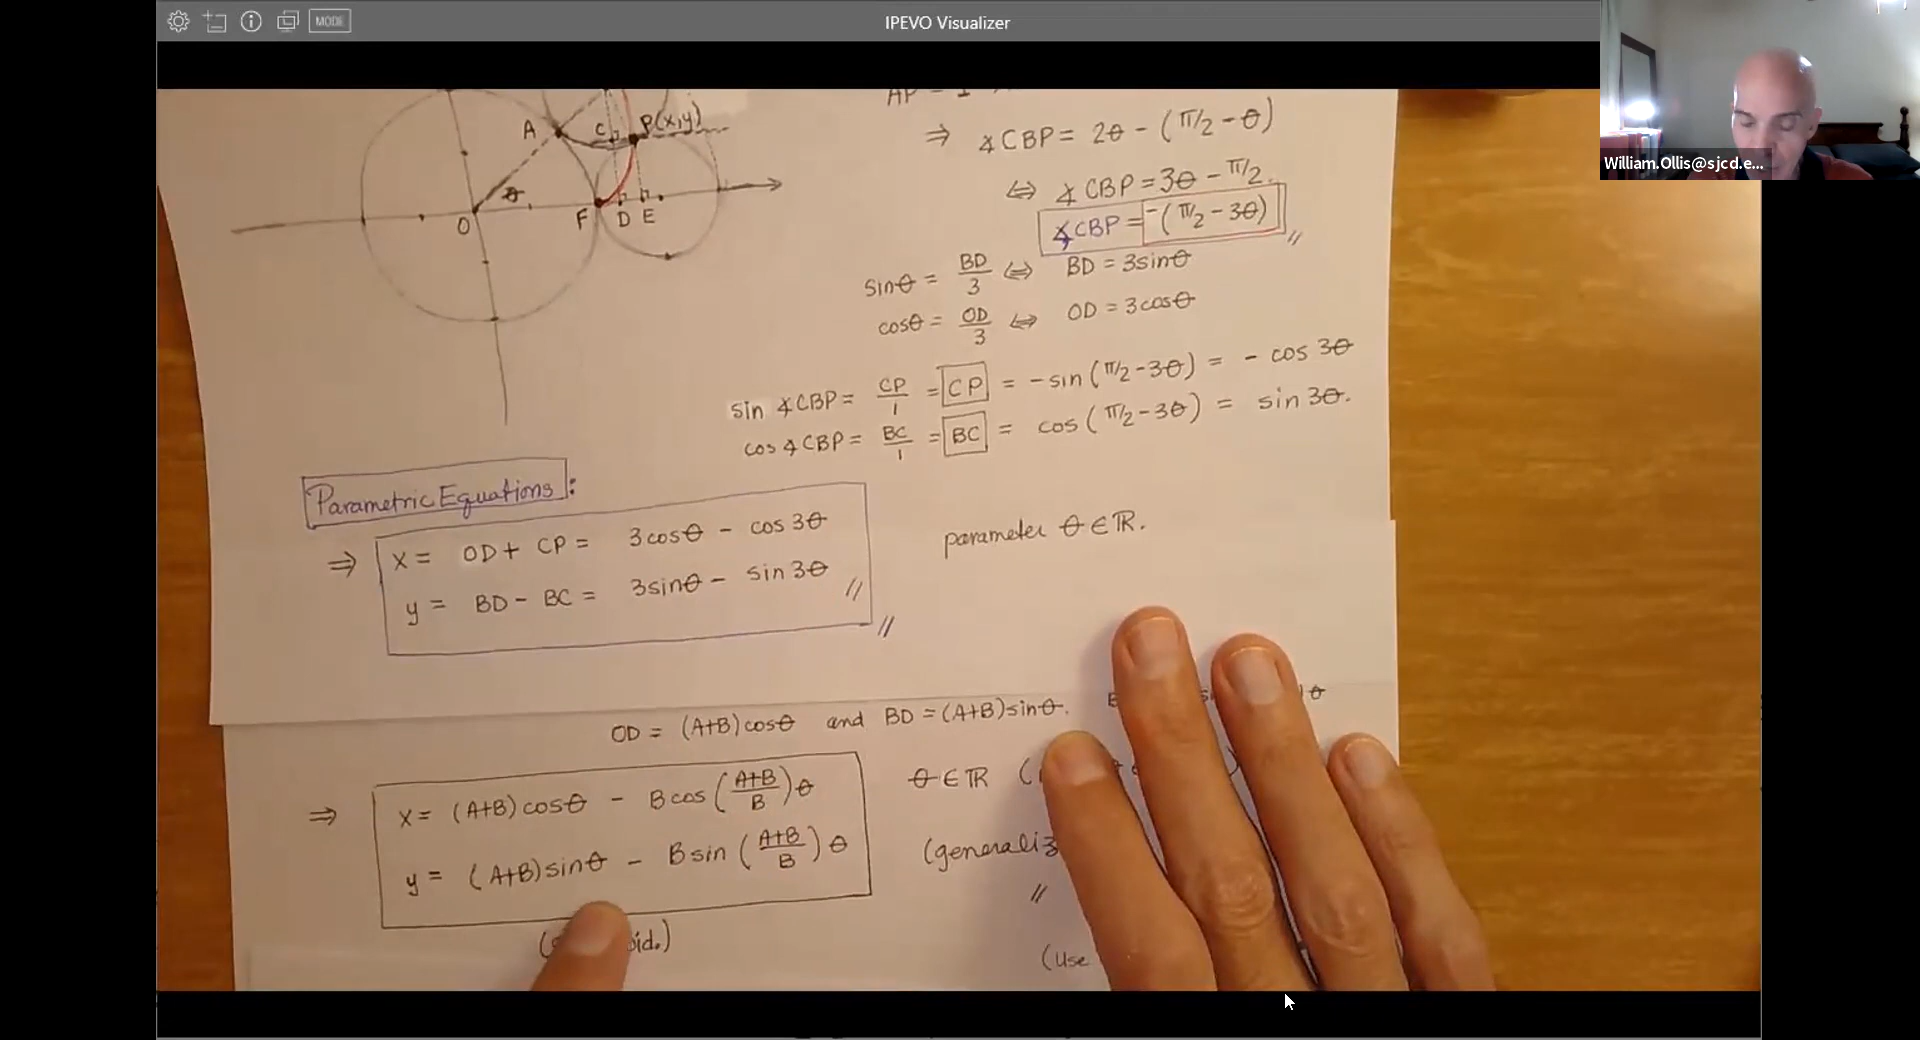 MODE
IPEVO Visualizer
William.Ollis@sjcd.e...
A
C
P(x,y)
θ
O
F
D
E
⇒ ∡CBP = 2θ - (π/2 - θ)
⇔ ∡CBP = 3θ - π/2.
∡CBP = -(π/2 - 3θ) //
sinθ = BD/3 ⇔ BD = 3sinθ
cosθ = OD/3 ⇔ OD = 3cosθ
sin ∡CBP = CP/1 = CP = -sin(π/2-3θ) = - cos 3θ
cos ∡CBP = BC/1 = BC = cos(π/2-3θ) = sin 3θ.
Parametric Equations:
⇒ x = OD + CP = 3cosθ - cos 3θ parameter θ ∈ ℝ.
y = BD - BC = 3sinθ - sin 3θ //
//
OD = (A+B)cosθ and BD = (A+B)sinθ. θ
⇒ x = (A+B)cosθ - Bcos((A+B)/B)θ θ ∈ ℝ
y = (A+B)sinθ - Bsin((A+B)/B)θ
//
(Use